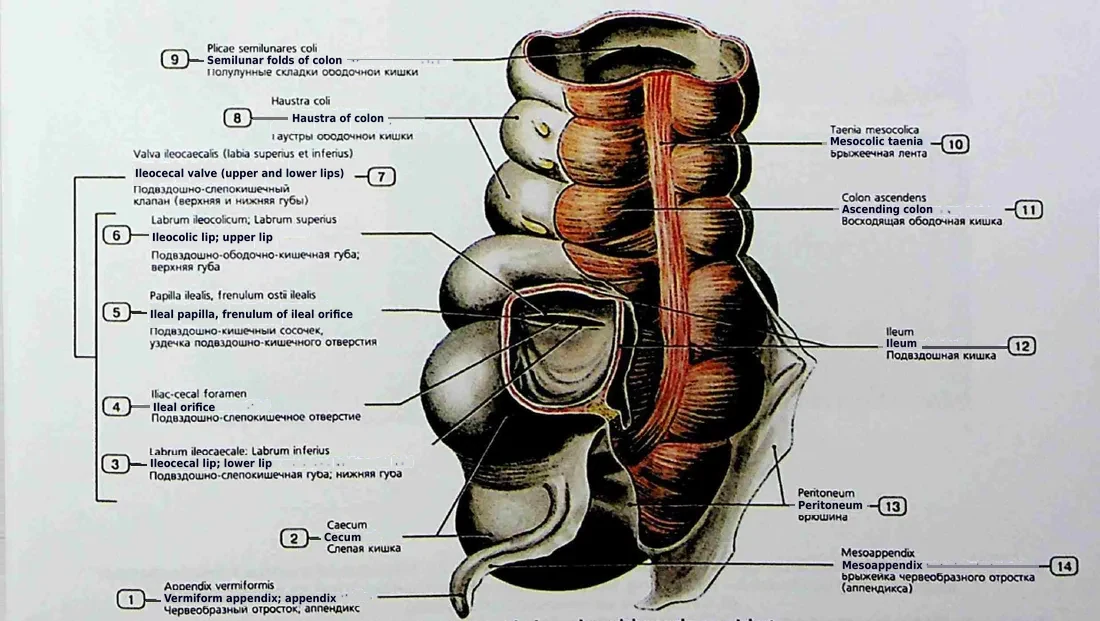 9
Plicae semilunares coli
Semilunar folds of colon
Полулунные складки ободочной кишки
Haustra coli
8
Haustra of colon
Гаустры ободочной кишки
Valva ileocaecalis (labia superius et inferius)
Ileocecal valve (upper and lower lips)
7
Подвздошно-слепокишечный
клапан (верхняя и нижняя губы)
Labrum ileocolicum; Labrum superius
6
Ileocolic lip; upper lip
Подвздошно-ободочно-кишечная губа;
верхняя губа
Papilla ilealis, frenulum ostii ilealis
5
Ileal papilla, frenulum of ileal orifice
Подвздошно-кишечный сосочек,
уздечка подвздошно-кишечного отверстия
Iliac-cecal foramen
4
Ileal orifice
Подвздошно-слепокишечное отверстие
Labrum ileocaecale; Labrum inferius
3
Ileocecal lip; lower lip
Подвздошно-слепокишечная губа; нижняя губа
Caecum
2
Cecum
Слепая кишка
Appendix vermiformis
1
Vermiform appendix; appendix
Червеобразный отросток, аппендикс
Taenia mesocolica
Mesocolic taenia
10
Брыжеечная лента
Colon ascendens
Ascending colon
11
Восходящая ободочная кишка
Ileum
Ileum
12
Подвздошная кишка
Peritoneum
Peritoneum
13
Брюшина
Mesoappendix
Mesoappendix
14
Брыжейка червеобразного отростка
(аппендикса)